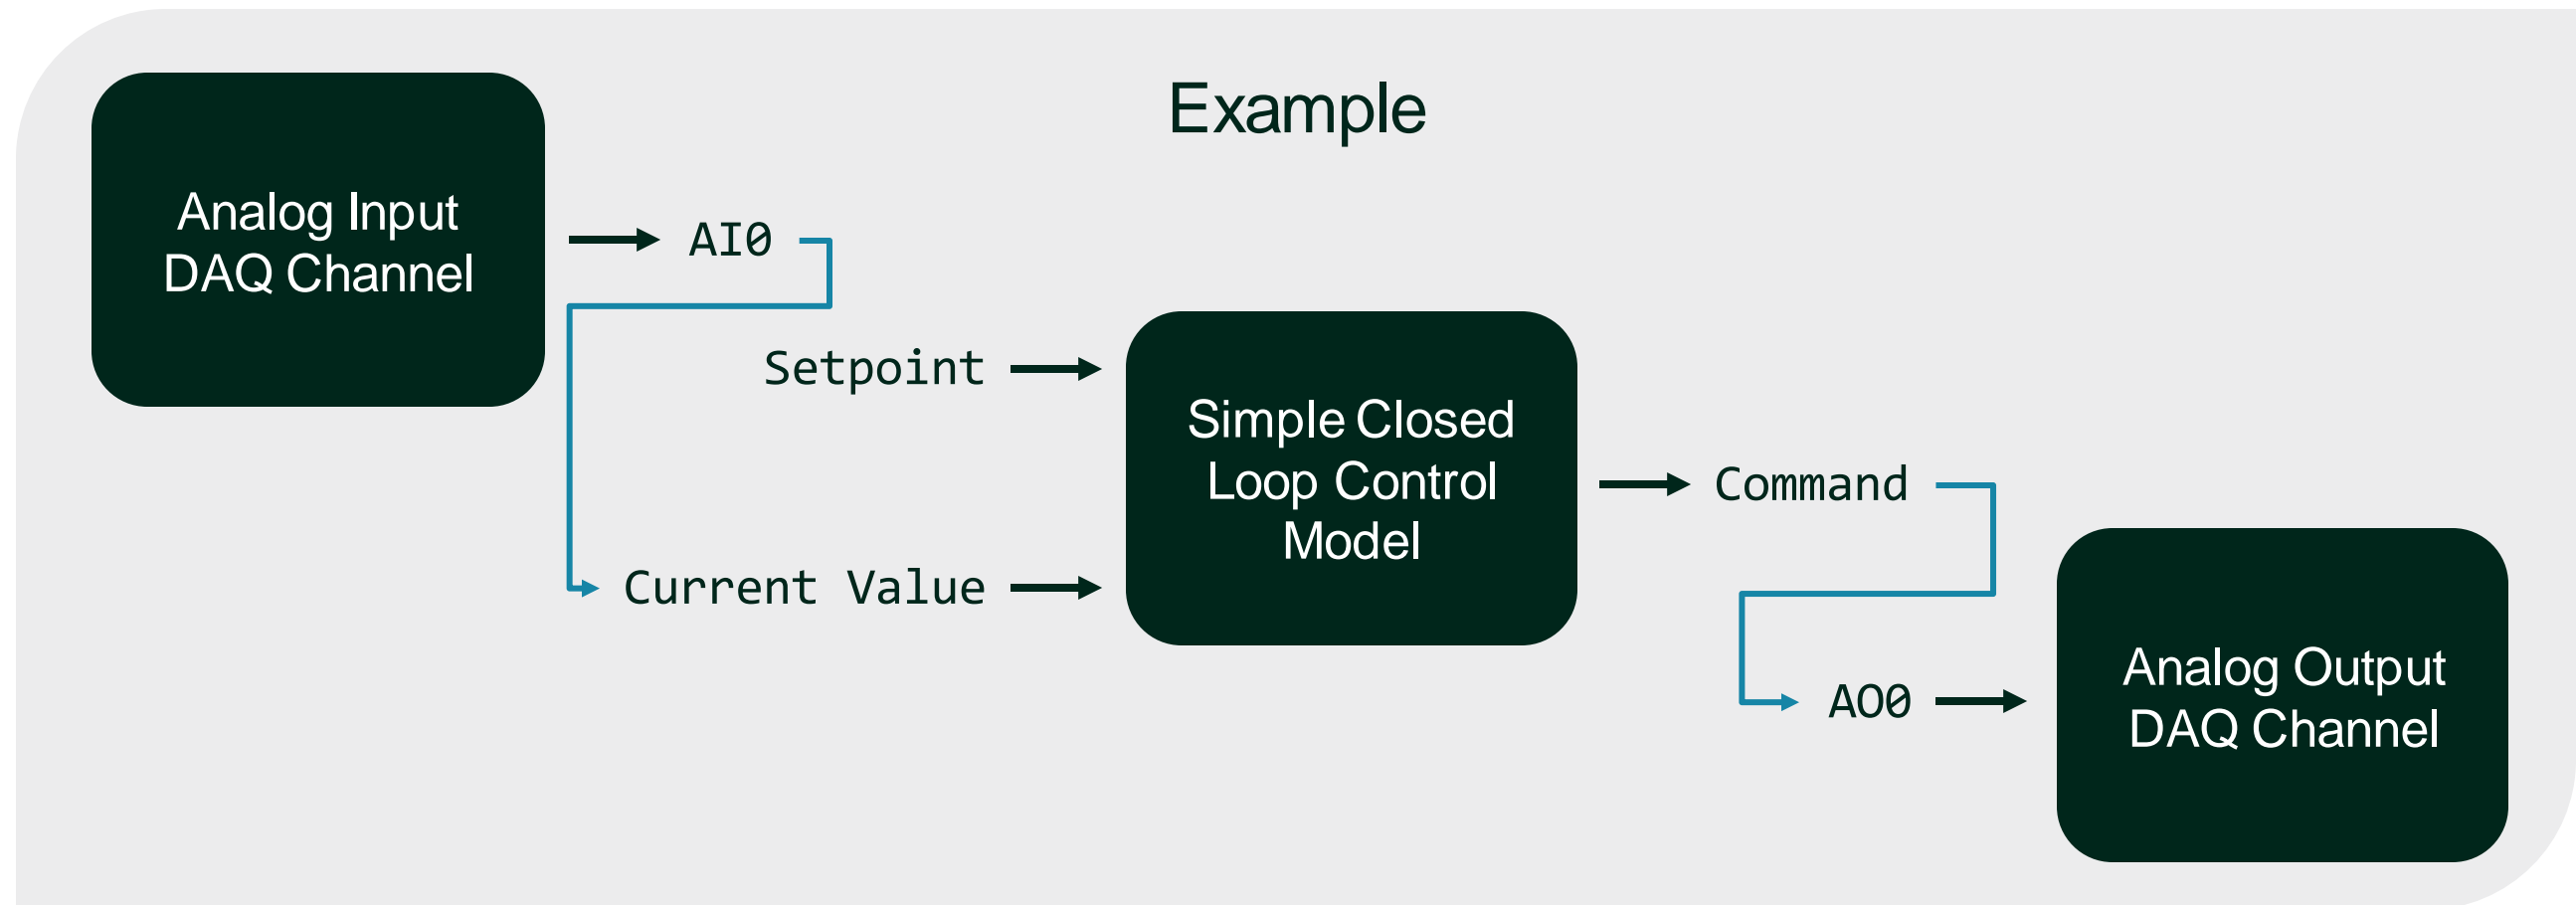 Example
Analog Input
DAQ Channel
AI0
Setpoint
Current Value
Simple Closed
Loop Control
Model
Command
AO0
Analog Output
DAQ Channel